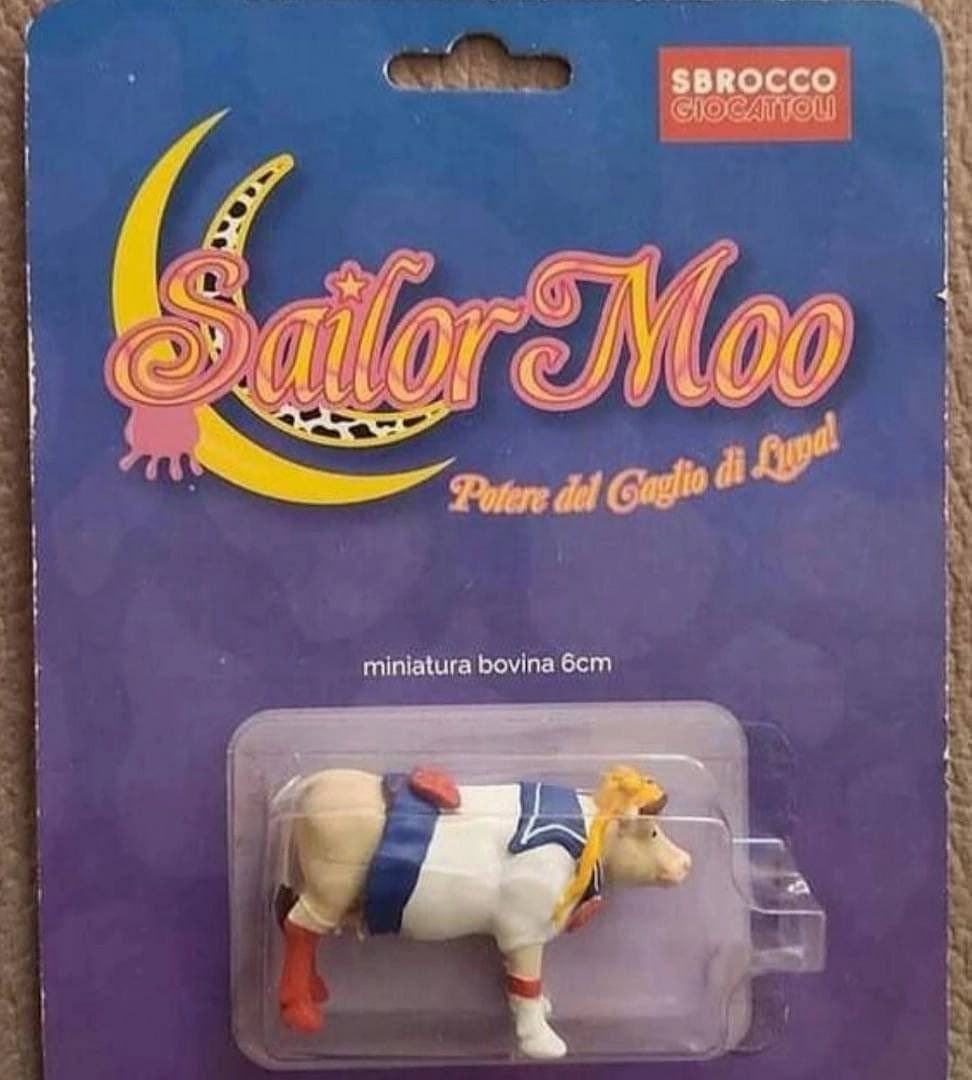 SBROCCO
GIOCATTOLI
Sailor Moo
Potere del Caglio di Luna!
miniatura bovina 6cm